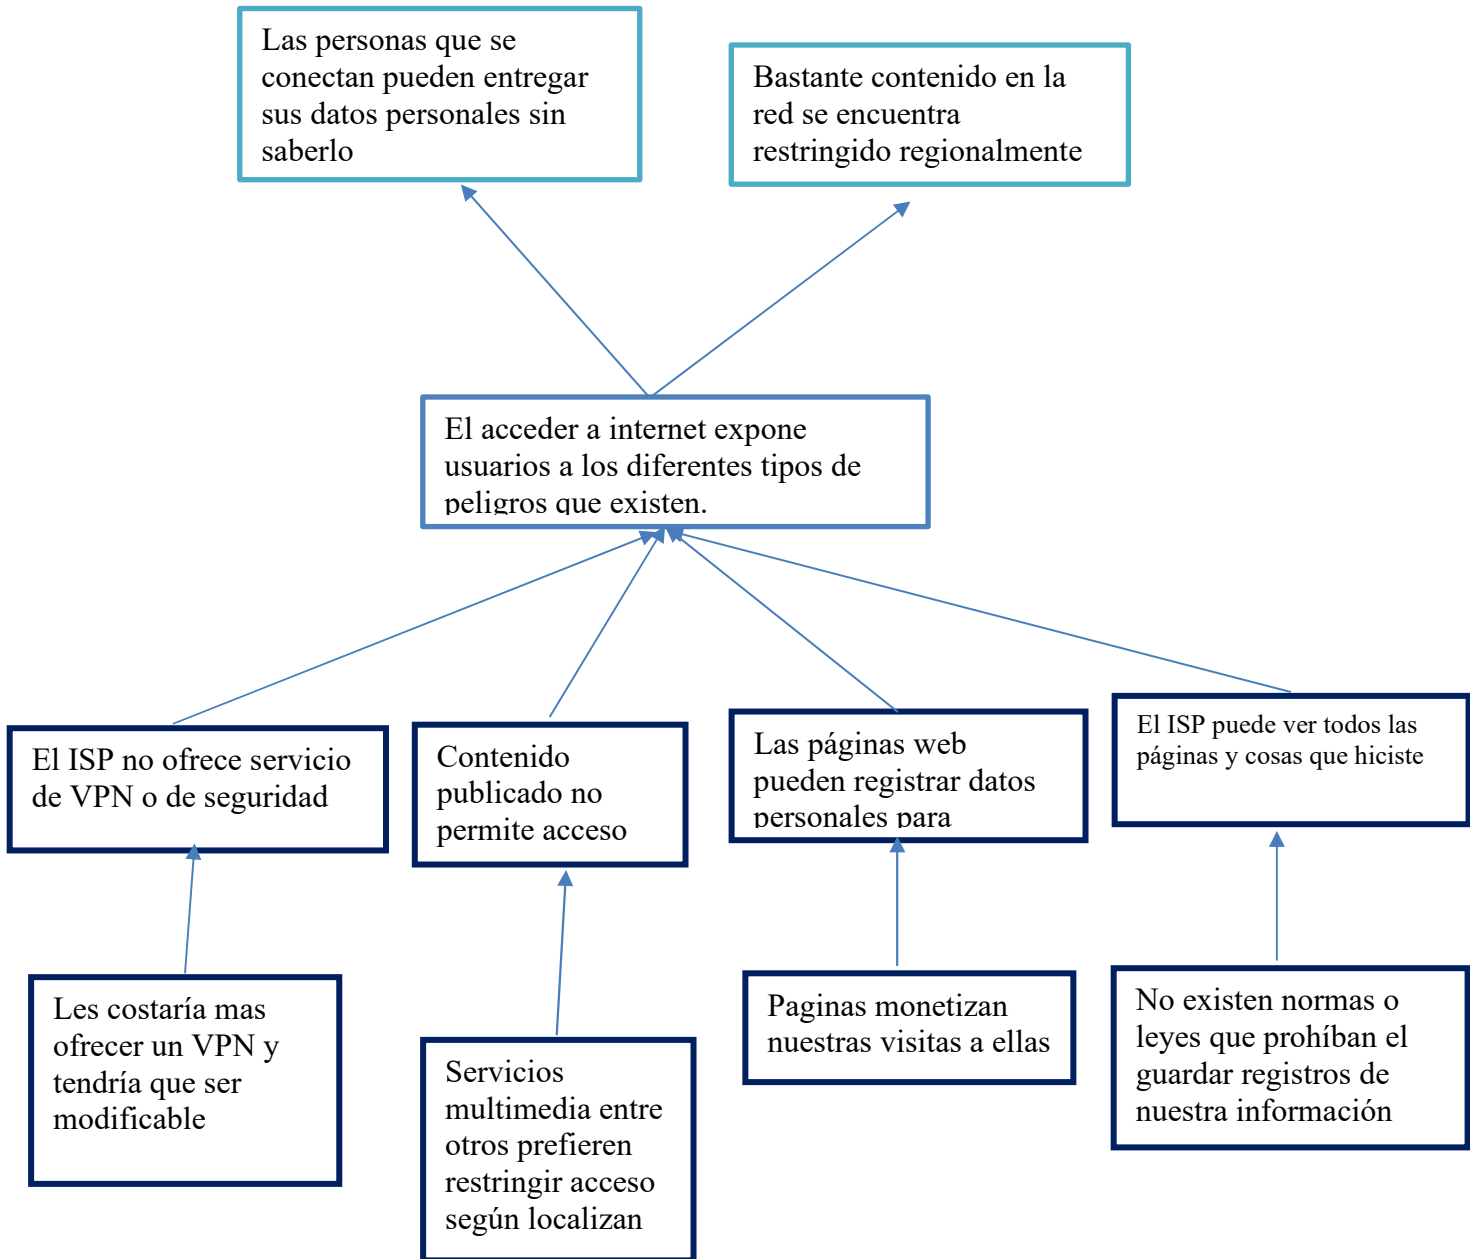 Las personas que se
conectan pueden entregar
sus datos personales sin
saberlo
Bastante contenido en la
red se encuentra
restringido regionalmente
El acceder a internet expone
usuarios a los diferentes tipos de
peligros que existen.
El ISP no ofrece servicio
de VPN o de seguridad
Contenido
publicado no
permite acceso
Las páginas web
pueden registrar datos
personales para
El ISP puede ver todos las
páginas y cosas que hiciste
Les costaría mas
ofrecer un VPN y
tendría que ser
modificable
Servicios
multimedia entre
otros prefieren
restringir acceso
según localizan
Paginas monetizan
nuestras visitas a ellas
No existen normas o
leyes que prohíban el
guardar registros de
nuestra información